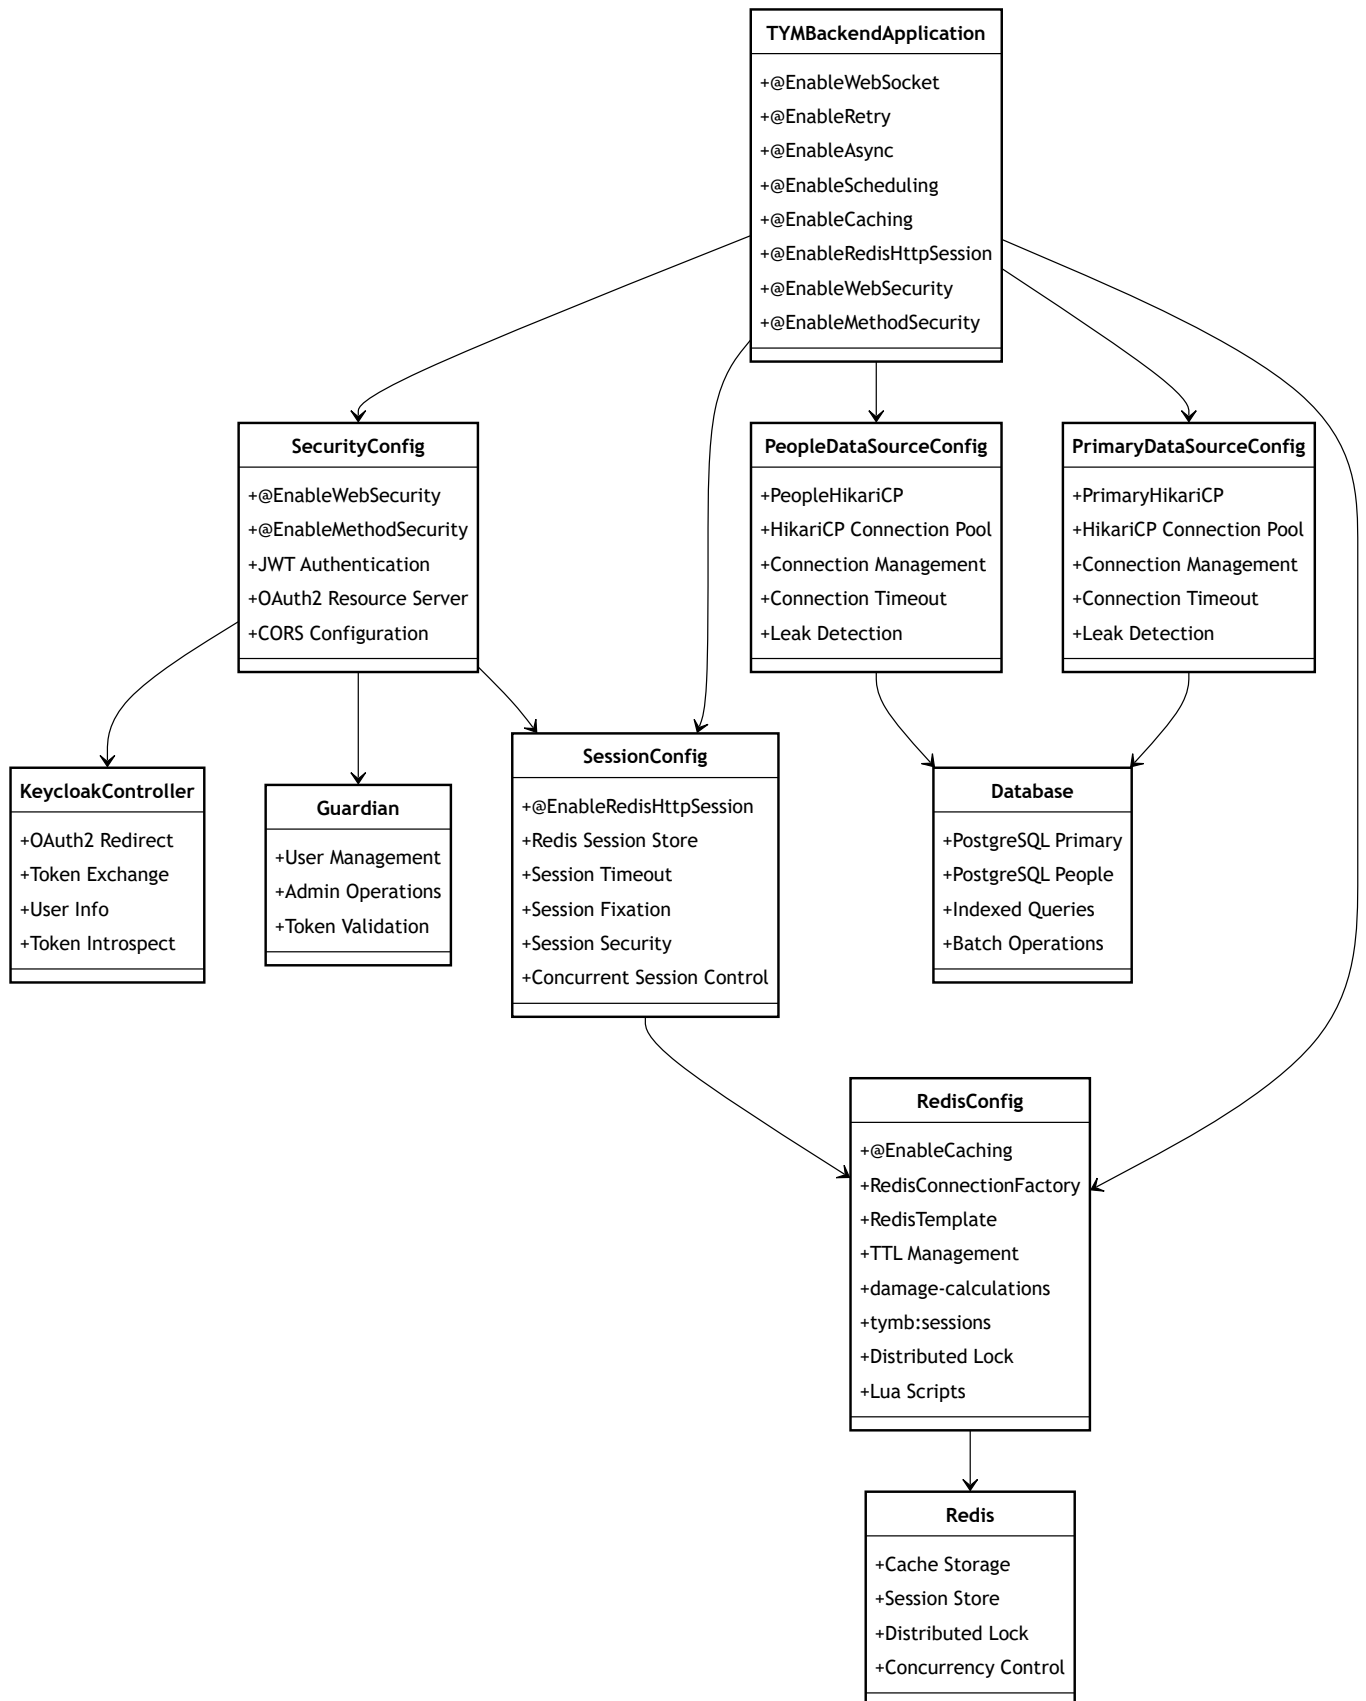 TYMBackendApplication
+@EnableWebSocket
+@EnableRetry
+@EnableAsync
+@EnableScheduling
+@EnableCaching
+@EnableRedisHttpSession
+@EnableWebSecurity
+@EnableMethodSecurity
SecurityConfig
+@EnableWebSecurity
+@EnableMethodSecurity
+JWT Authentication
+OAuth2 Resource Server
+CORS Configuration
PeopleDataSourceConfig
+PeopleHikariCP
+HikariCP Connection Pool
+Connection Management
+Connection Timeout
+Leak Detection
PrimaryDataSourceConfig
+PrimaryHikariCP
+HikariCP Connection Pool
+Connection Management
+Connection Timeout
+Leak Detection
KeycloakController
+OAuth2 Redirect
+Token Exchange
+User Info
+Token Introspect
Guardian
+User Management
+Admin Operations
+Token Validation
SessionConfig
+@EnableRedisHttpSession
+Redis Session Store
+Session Timeout
+Session Fixation
+Session Security
+Concurrent Session Control
Database
+PostgreSQL Primary
+PostgreSQL People
+Indexed Queries
+Batch Operations
RedisConfig
+@EnableCaching
+RedisConnectionFactory
+RedisTemplate
+TTL Management
+damage-calculations
+tymb:sessions
+Distributed Lock
+Lua Scripts
Redis
+Cache Storage
+Session Store
+Distributed Lock
+Concurrency Control